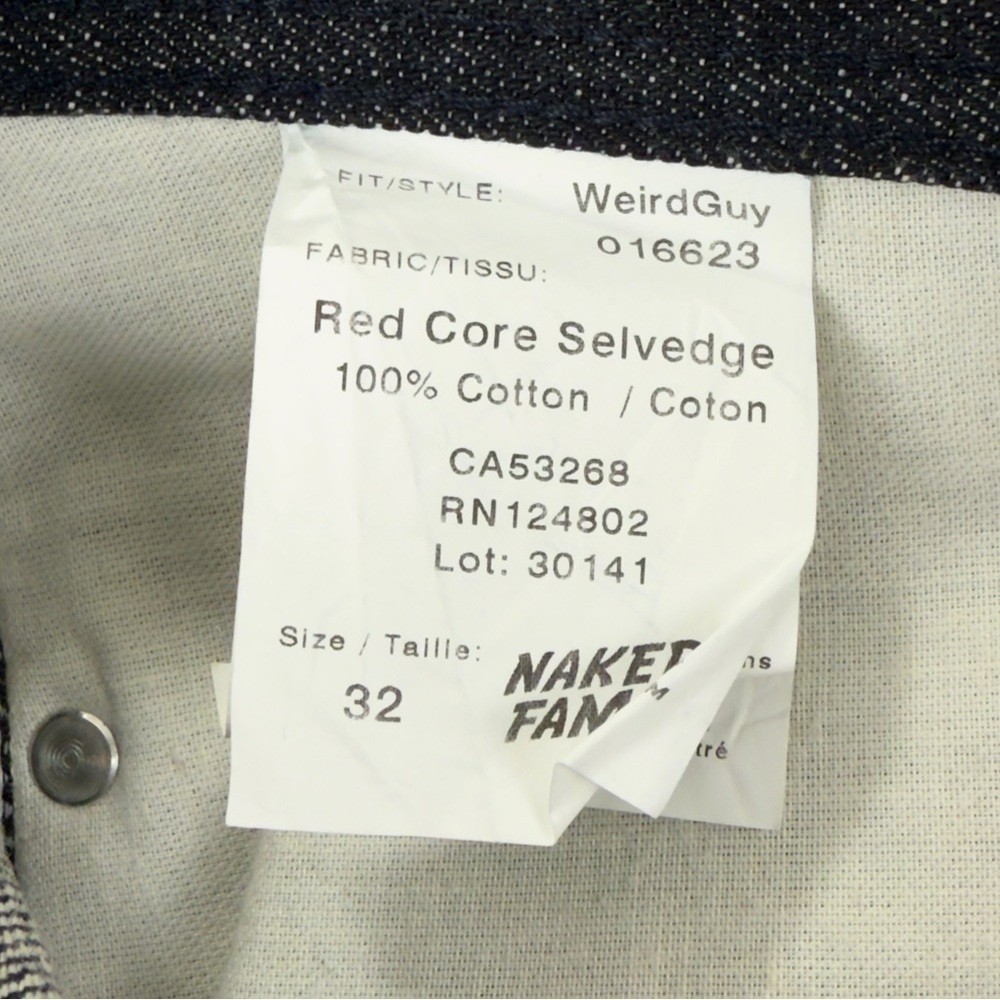 FIT/STYLE: WeirdGuy
016623
FABRIC/TISSU:
Red Core Selvedge
100% Cotton / Coton
CA53268
RN124802
Lot: 30141
Size / Taille:
32
NAKED